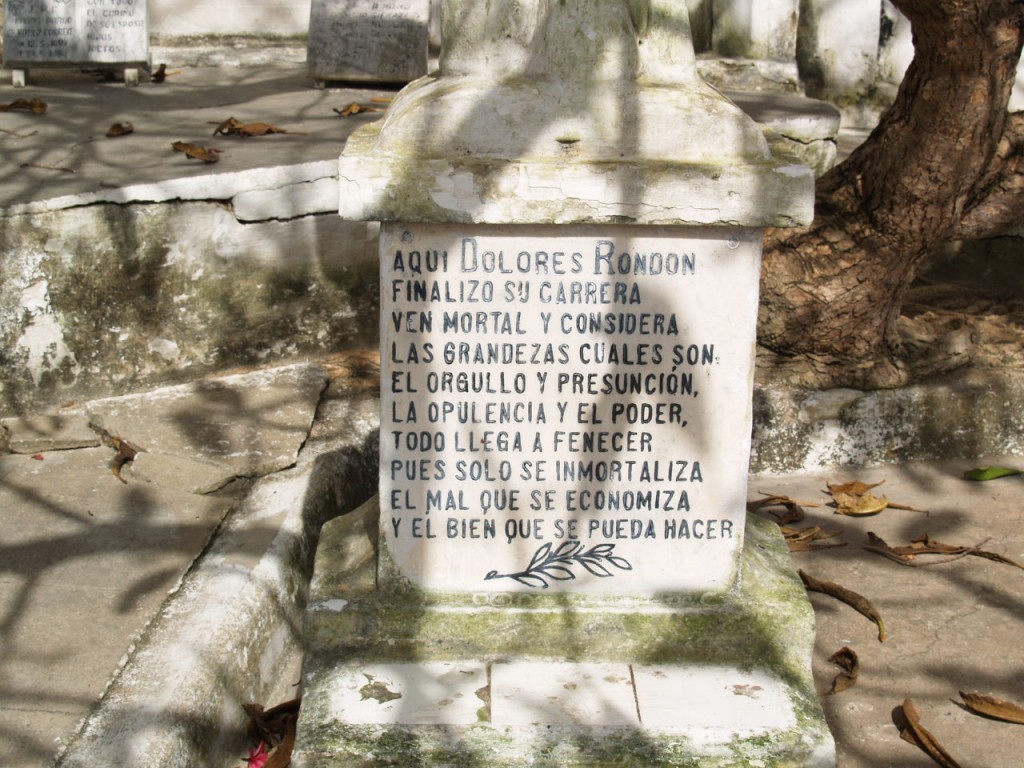 AQUI DOLORES RONDON
FINALIZO SU CARRERA
VEN MORTAL Y CONSIDERA
LAS GRANDEZAS CUALES SON:
EL ORGULLO Y PRESUNCIÓN,
LA OPULENCIA Y EL PODER,
TODO LLEGA A FENECER
PUES SOLO SE INMORTALIZA
EL MAL QUE SE ECONOMIZA
Y EL BIEN QUE SE PUEDA HACER